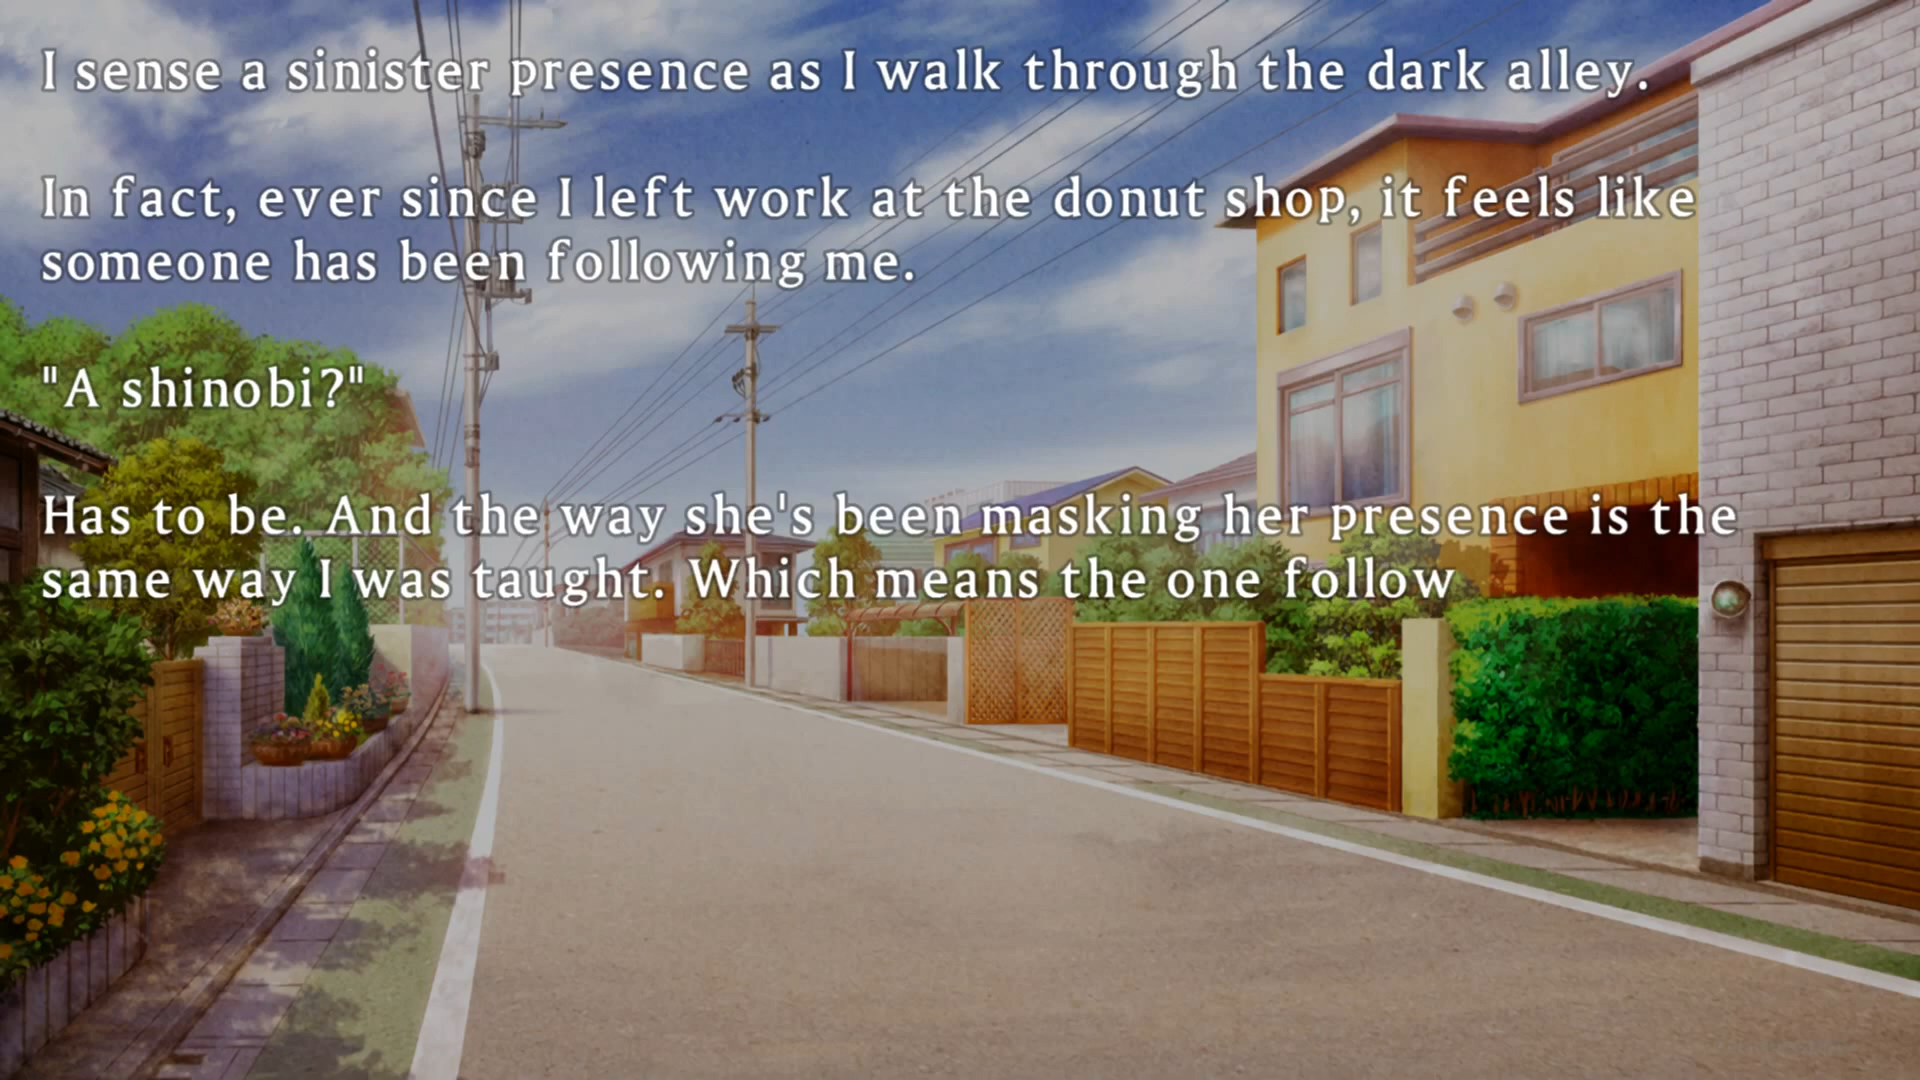 I sense a sinister presence as I walk through the dark alley.
In fact, ever since I left work at the donut shop, it feels like
someone has been following me.
"A shinobi?"
Has to be. And the way she's been masking her presence is the
same way I was taught. Which means the one follow